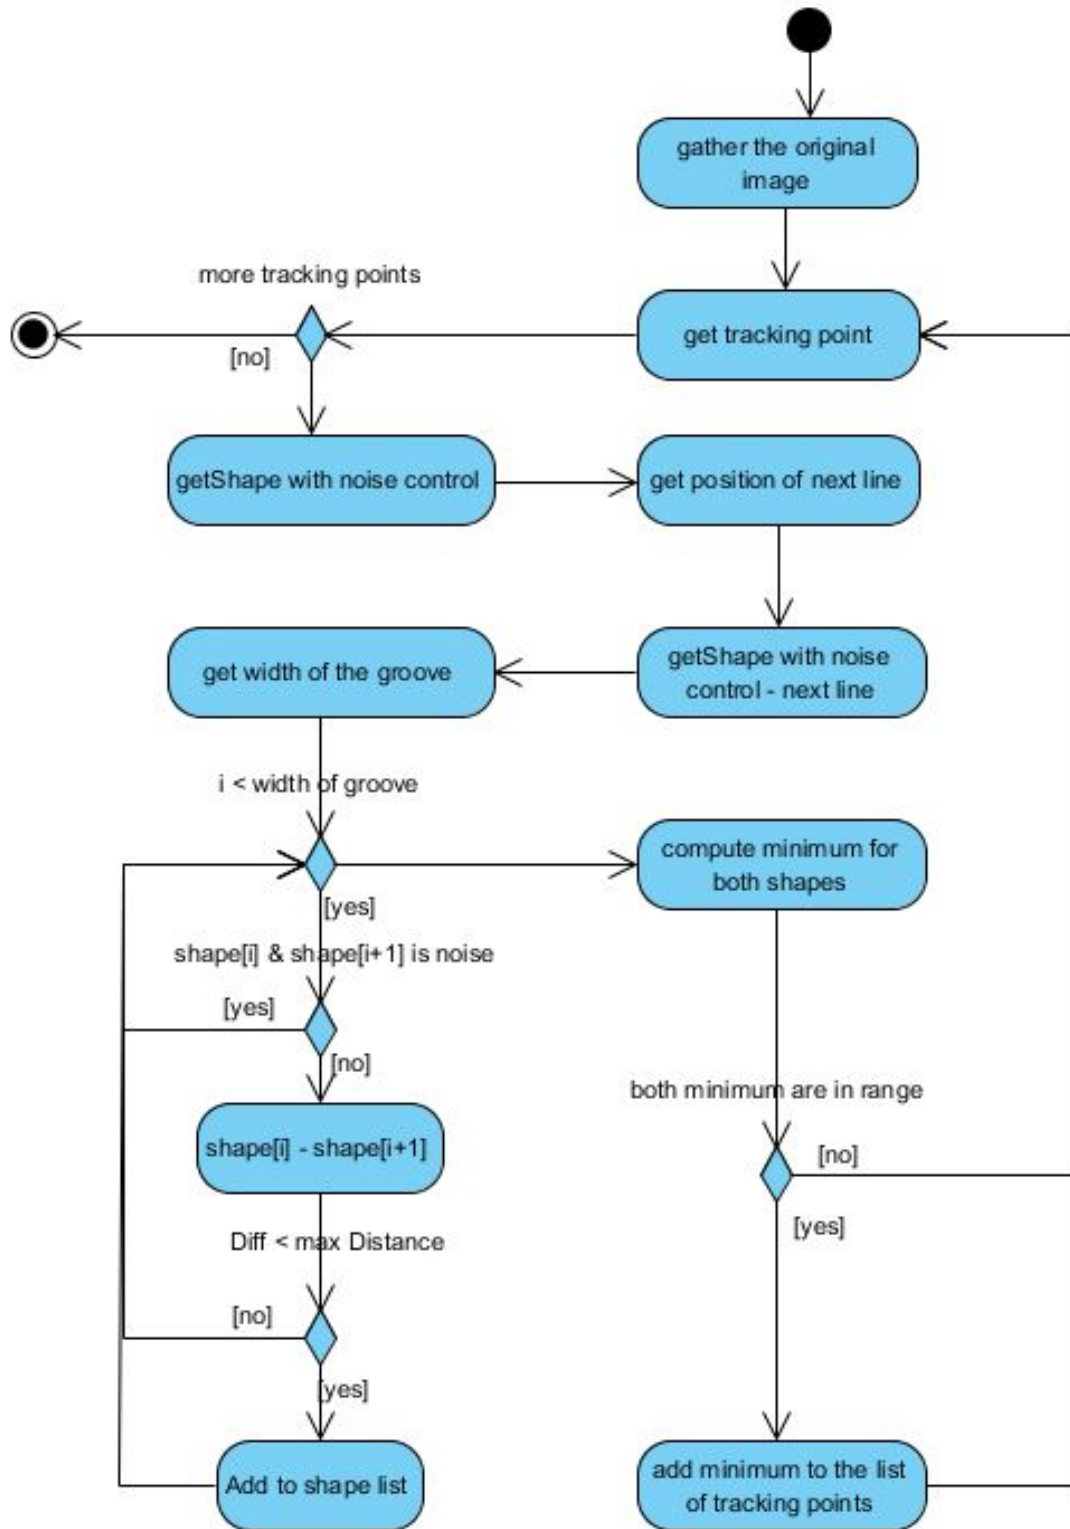 gather the original
image
more tracking points
get tracking point
[no]
getShape with noise control
get position of next line
get width of the groove
getShape with noise
control - next line
i < width of groove
compute minimum for
both shapes
[yes]
shape[i] & shape[i+1] is noise
[yes]
[no]
both minimum are in range
shape[i] - shape[i+1]
[no]
[yes]
Diff < max Distance
[no]
[yes]
Add to shape list
add minimum to the list
of tracking points